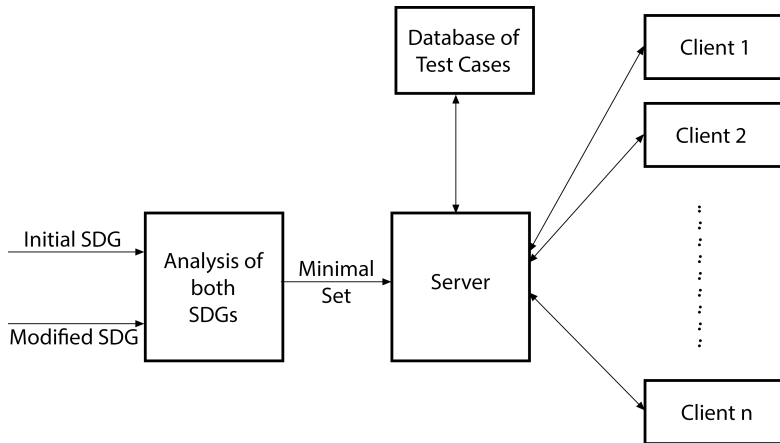 Database of
Test Cases
Client 1
Client 2
Initial SDG
Modified SDG
Analysis of
both
SDGs
Minimal
Set
Server
Client n